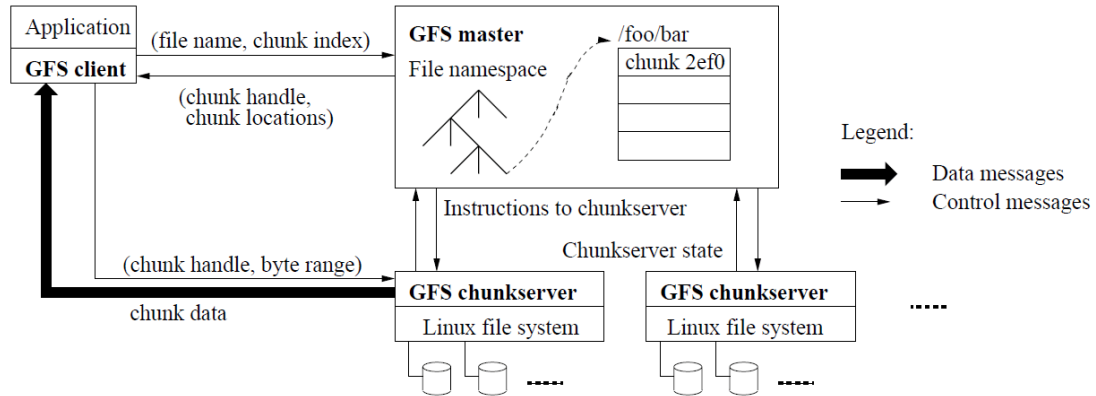 Application
GFS client
(file name, chunk index)
(chunk handle,
chunk locations)
GFS master
File namespace
/foo/bar
chunk 2ef0
Legend:
Data messages
Control messages
Instructions to chunkserver
Chunkserver state
(chunk handle, byte range)
chunk data
GFS chunkserver
Linux file system
GFS chunkserver
Linux file system